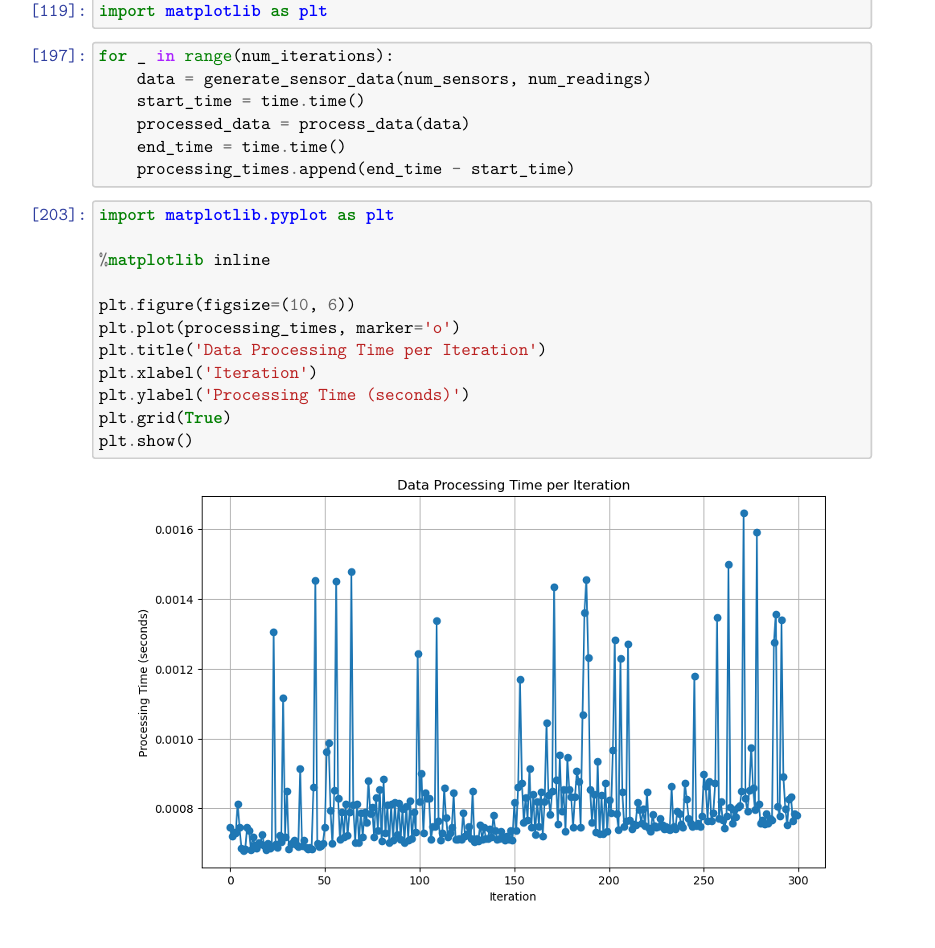 [119]: import matplotlib as plt
[197]: for _ in range(num_iterations):
    data = generate_sensor_data(num_sensors, num_readings)
    start_time = time.time()
    processed_data = process_data(data)
    end_time = time.time()
    processing_times.append(end_time - start_time)
[203]: import matplotlib.pyplot as plt
%matplotlib inline
plt.figure(figsize=(10, 6))
plt.plot(processing_times, marker='o')
plt.title('Data Processing Time per Iteration')
plt.xlabel('Iteration')
plt.ylabel('Processing Time (seconds)')
plt.grid(True)
plt.show()
Data Processing Time per Iteration
Processing Time (seconds)
0.0016
0.0014
0.0012
0.0010
0.0008
0 50 100 150 200 250 300
Iteration